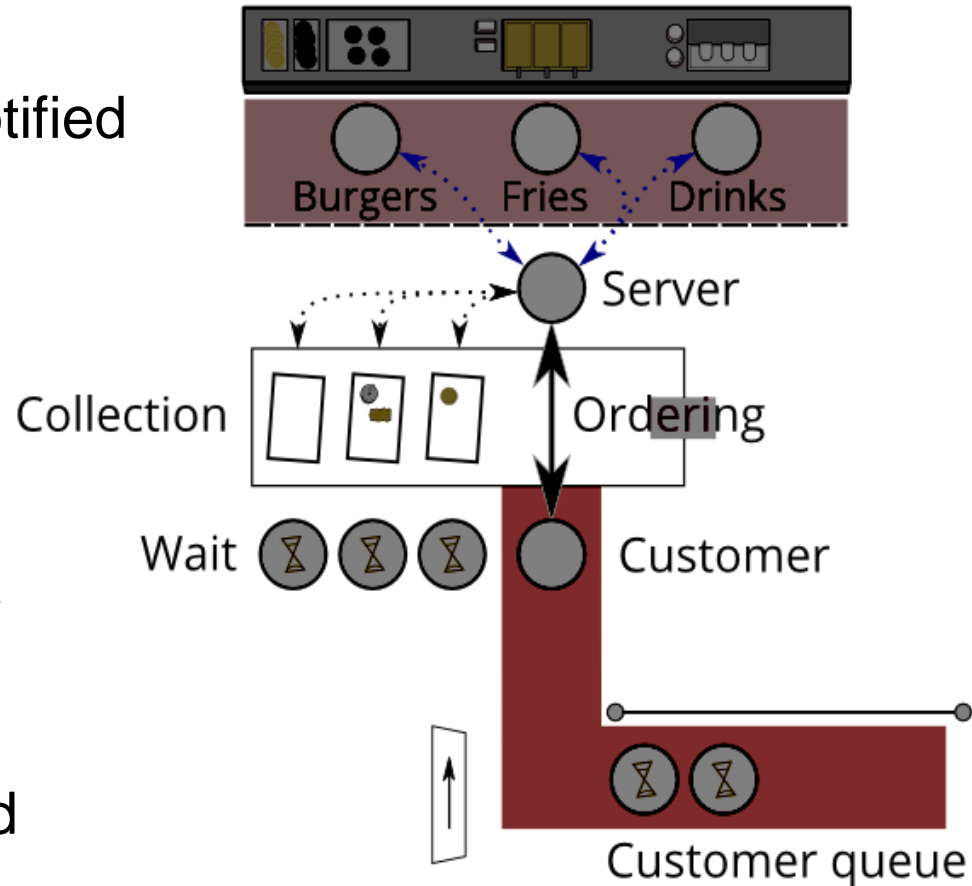 tified
Burgers Fries Drinks
Server
Collection
Ordering
Wait
Customer
d
Customer queue